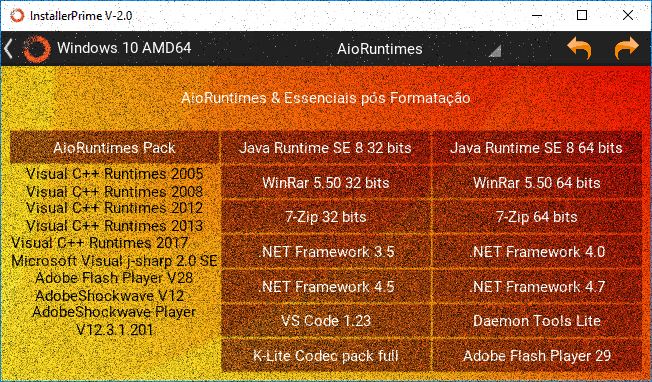 InstallerPrime V-2.0
Windows 10 AMD64
AioRuntimes
AioRuntimes & Essenciais pós Formatação
AioRuntimes Pack
Visual C++ Runtimes 2005
Visual C++ Runtimes 2008
Visual C++ Runtimes 2012
Visual C++ Runtimes 2013
Visual C++ Runtimes 2017
Microsoft Visual j-sharp 2.0 SE
Adobe Flash Player V28
AdobeShockwave V12
AdobeShockwave Player
V12.3.1.201
Java Runtime SE 8 32 bits
Java Runtime SE 8 64 bits
WinRar 5.50 32 bits
WinRar 5.50 64 bits
7-Zip 32 bits
7-Zip 64 bits
.NET Framework 3.5
.NET Framework 4.0
.NET Framework 4.5
.NET Framework 4.7
VS Code 1.23
Daemon Tools Lite
K-Lite Codec pack full
Adobe Flash Player 29